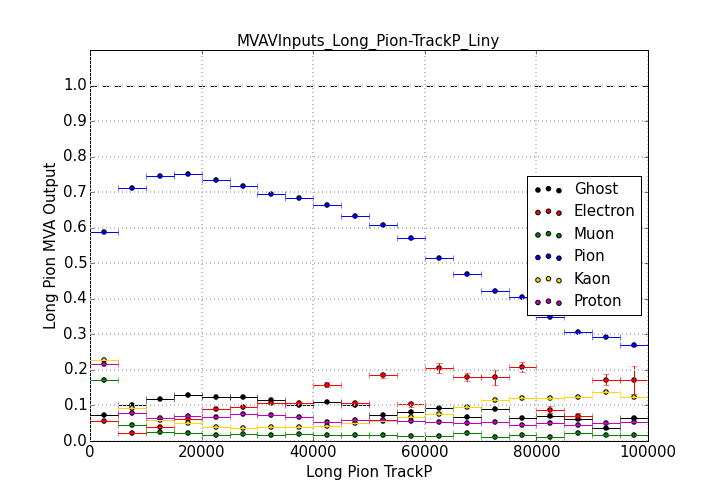 MVAVInputs_Long_Pion-TrackP_Liny
1.0
0.9
0.8
0.7
0.6
0.5
0.4
0.3
0.2
0.1
0.0
Long Pion MVA Output
Ghost
Electron
Muon
Pion
Kaon
Proton
0 20000 40000 60000 80000 100000
Long Pion TrackP